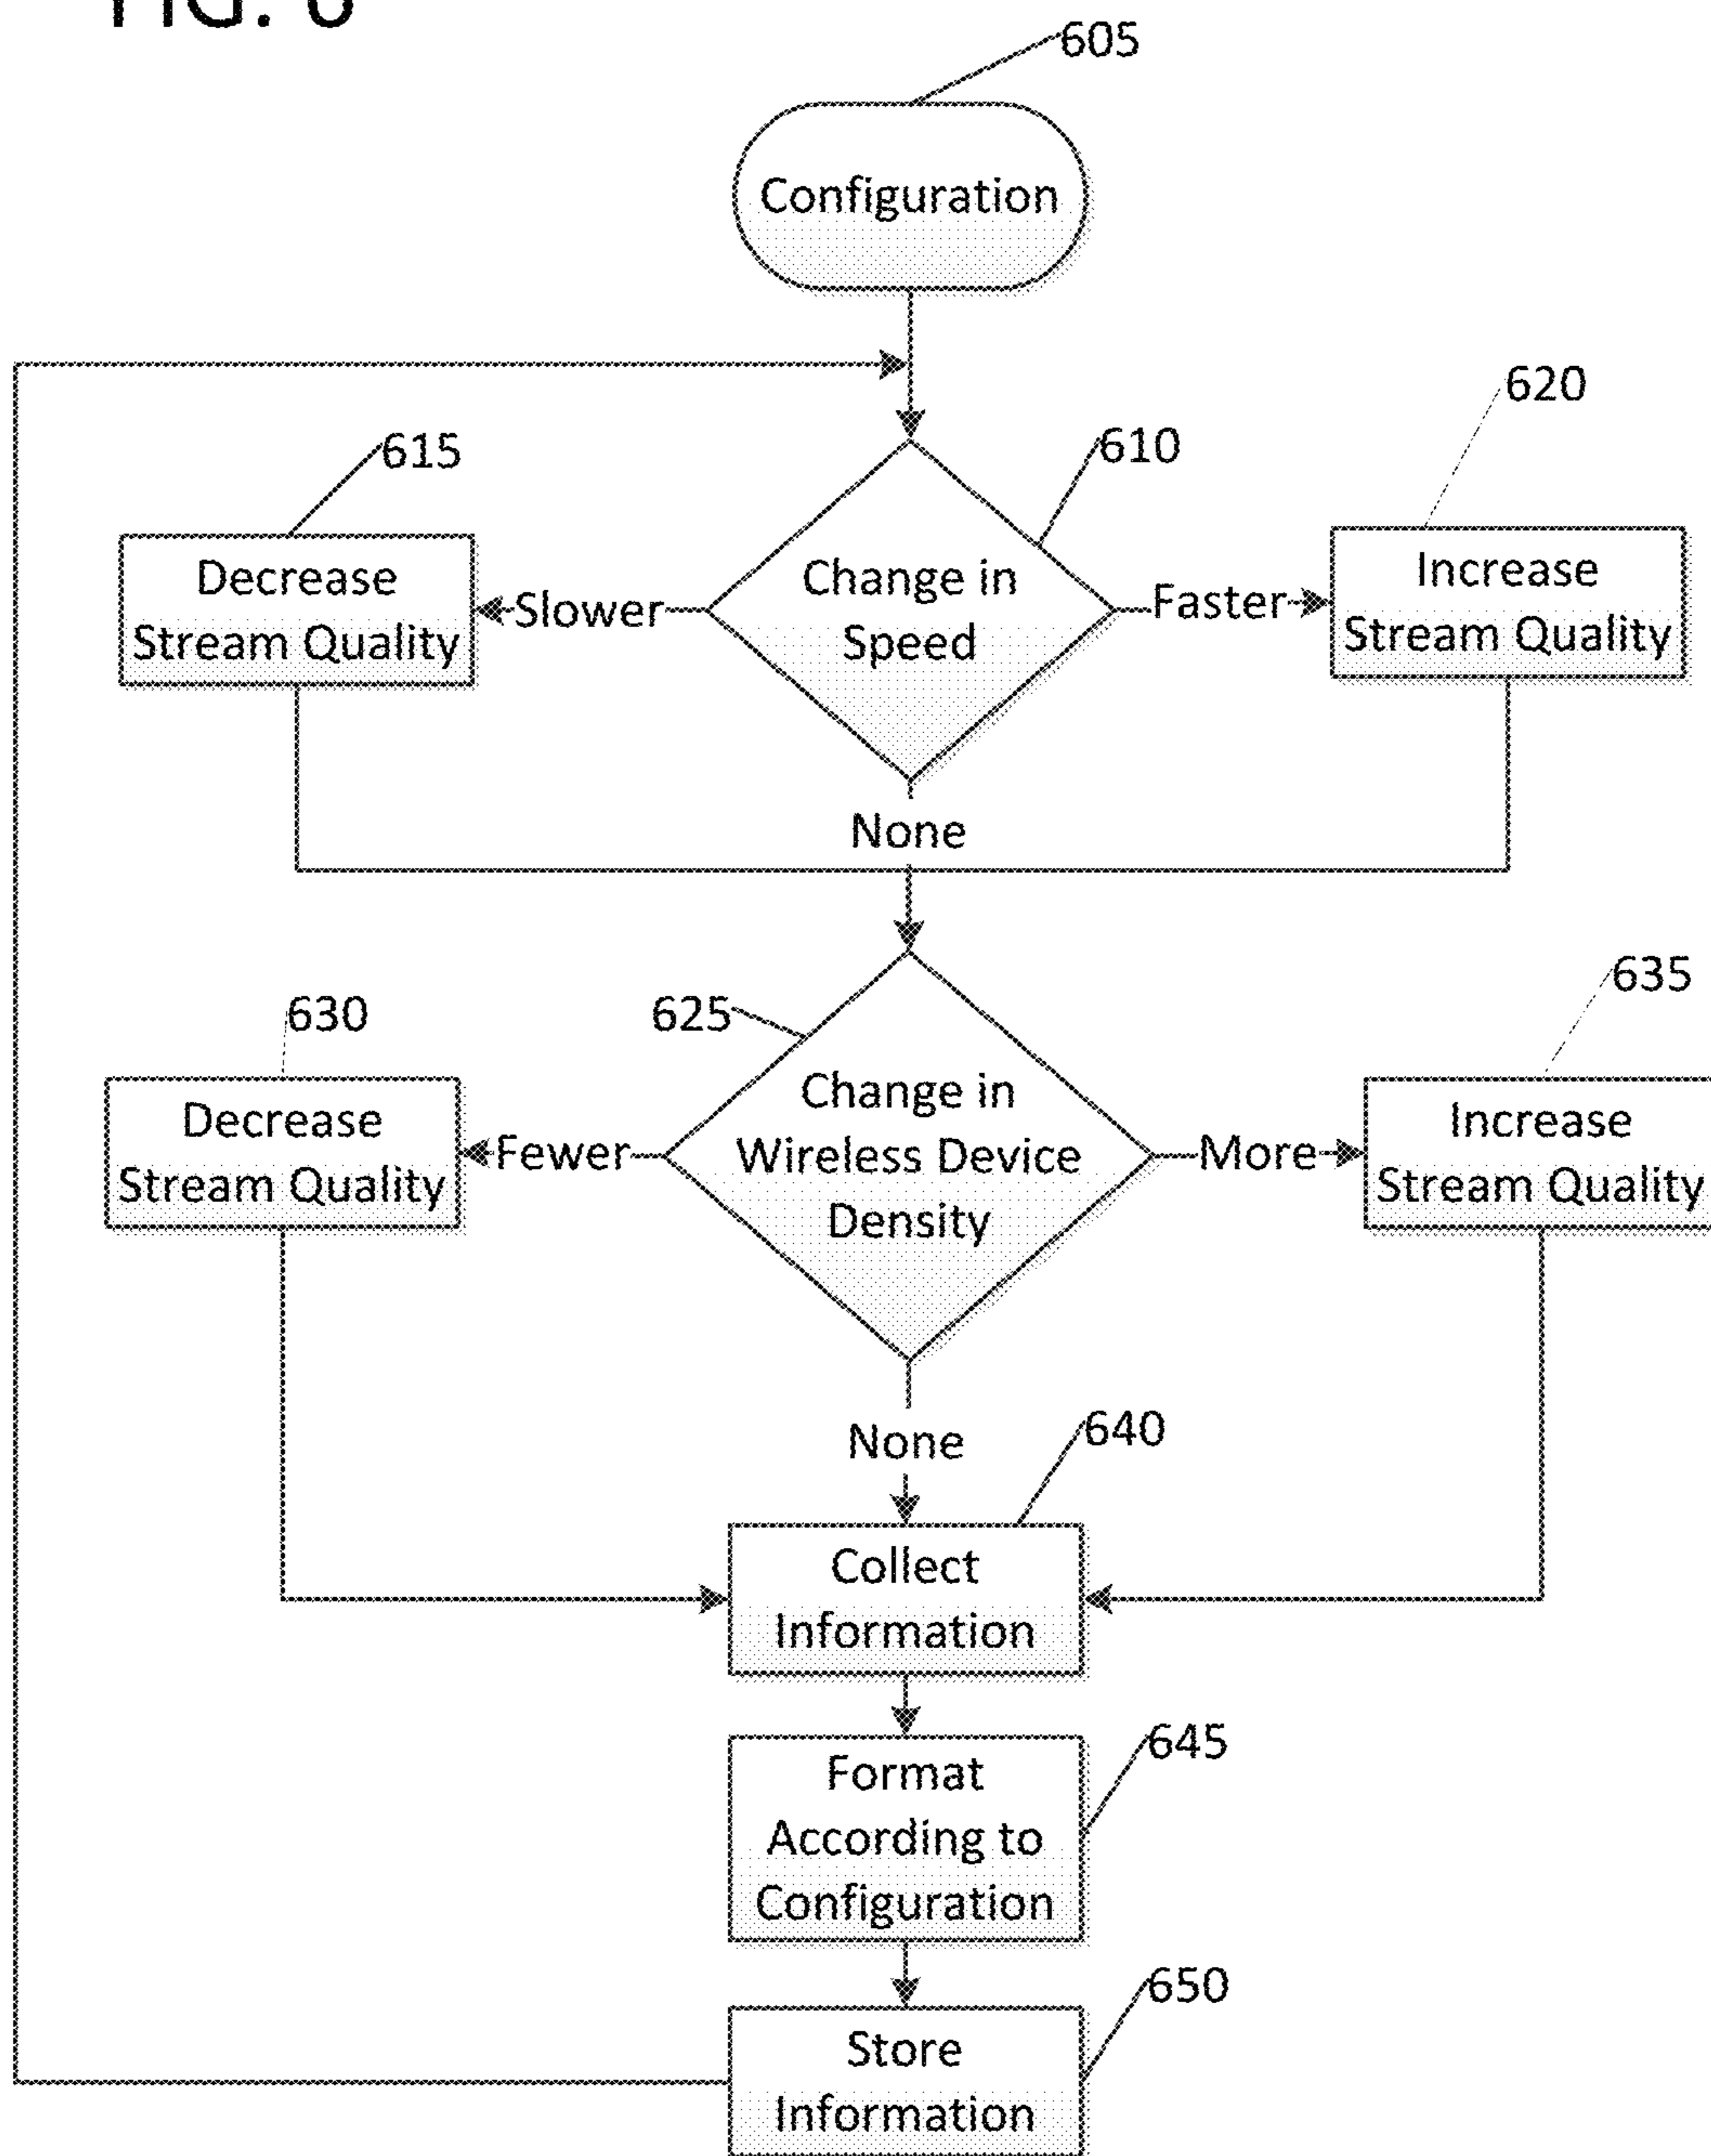 FIG. 6
605
Configuration
620
615
610
Decrease
Stream Quality
Slower
Change in
Speed
Faster
Increase
Stream Quality
None
635
630
625
Decrease
Stream Quality
Fewer
Change in
Wireless Device
Density
More
Increase
Stream Quality
None
640
Collect
Information
645
Format
According to
Configuration
650
Store
Information